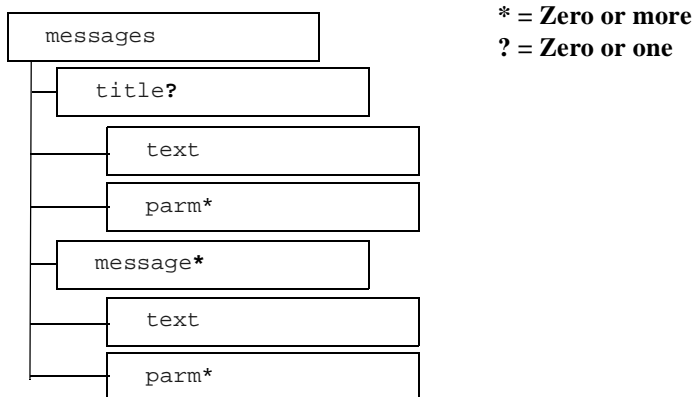 * = Zero or more
? = Zero or one
messages
title?
text
parm*
message*
text
parm*